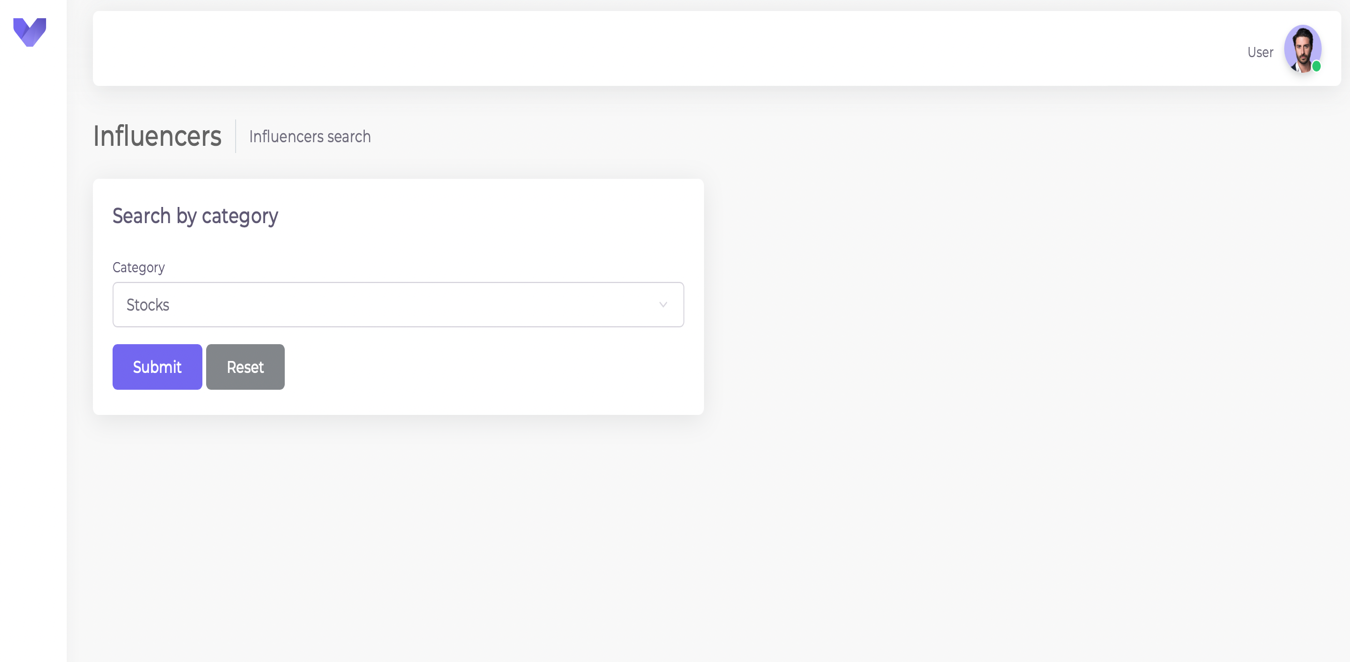 User
Influencers
Influencers search
Search by category
Category
Stocks
Submit
Reset